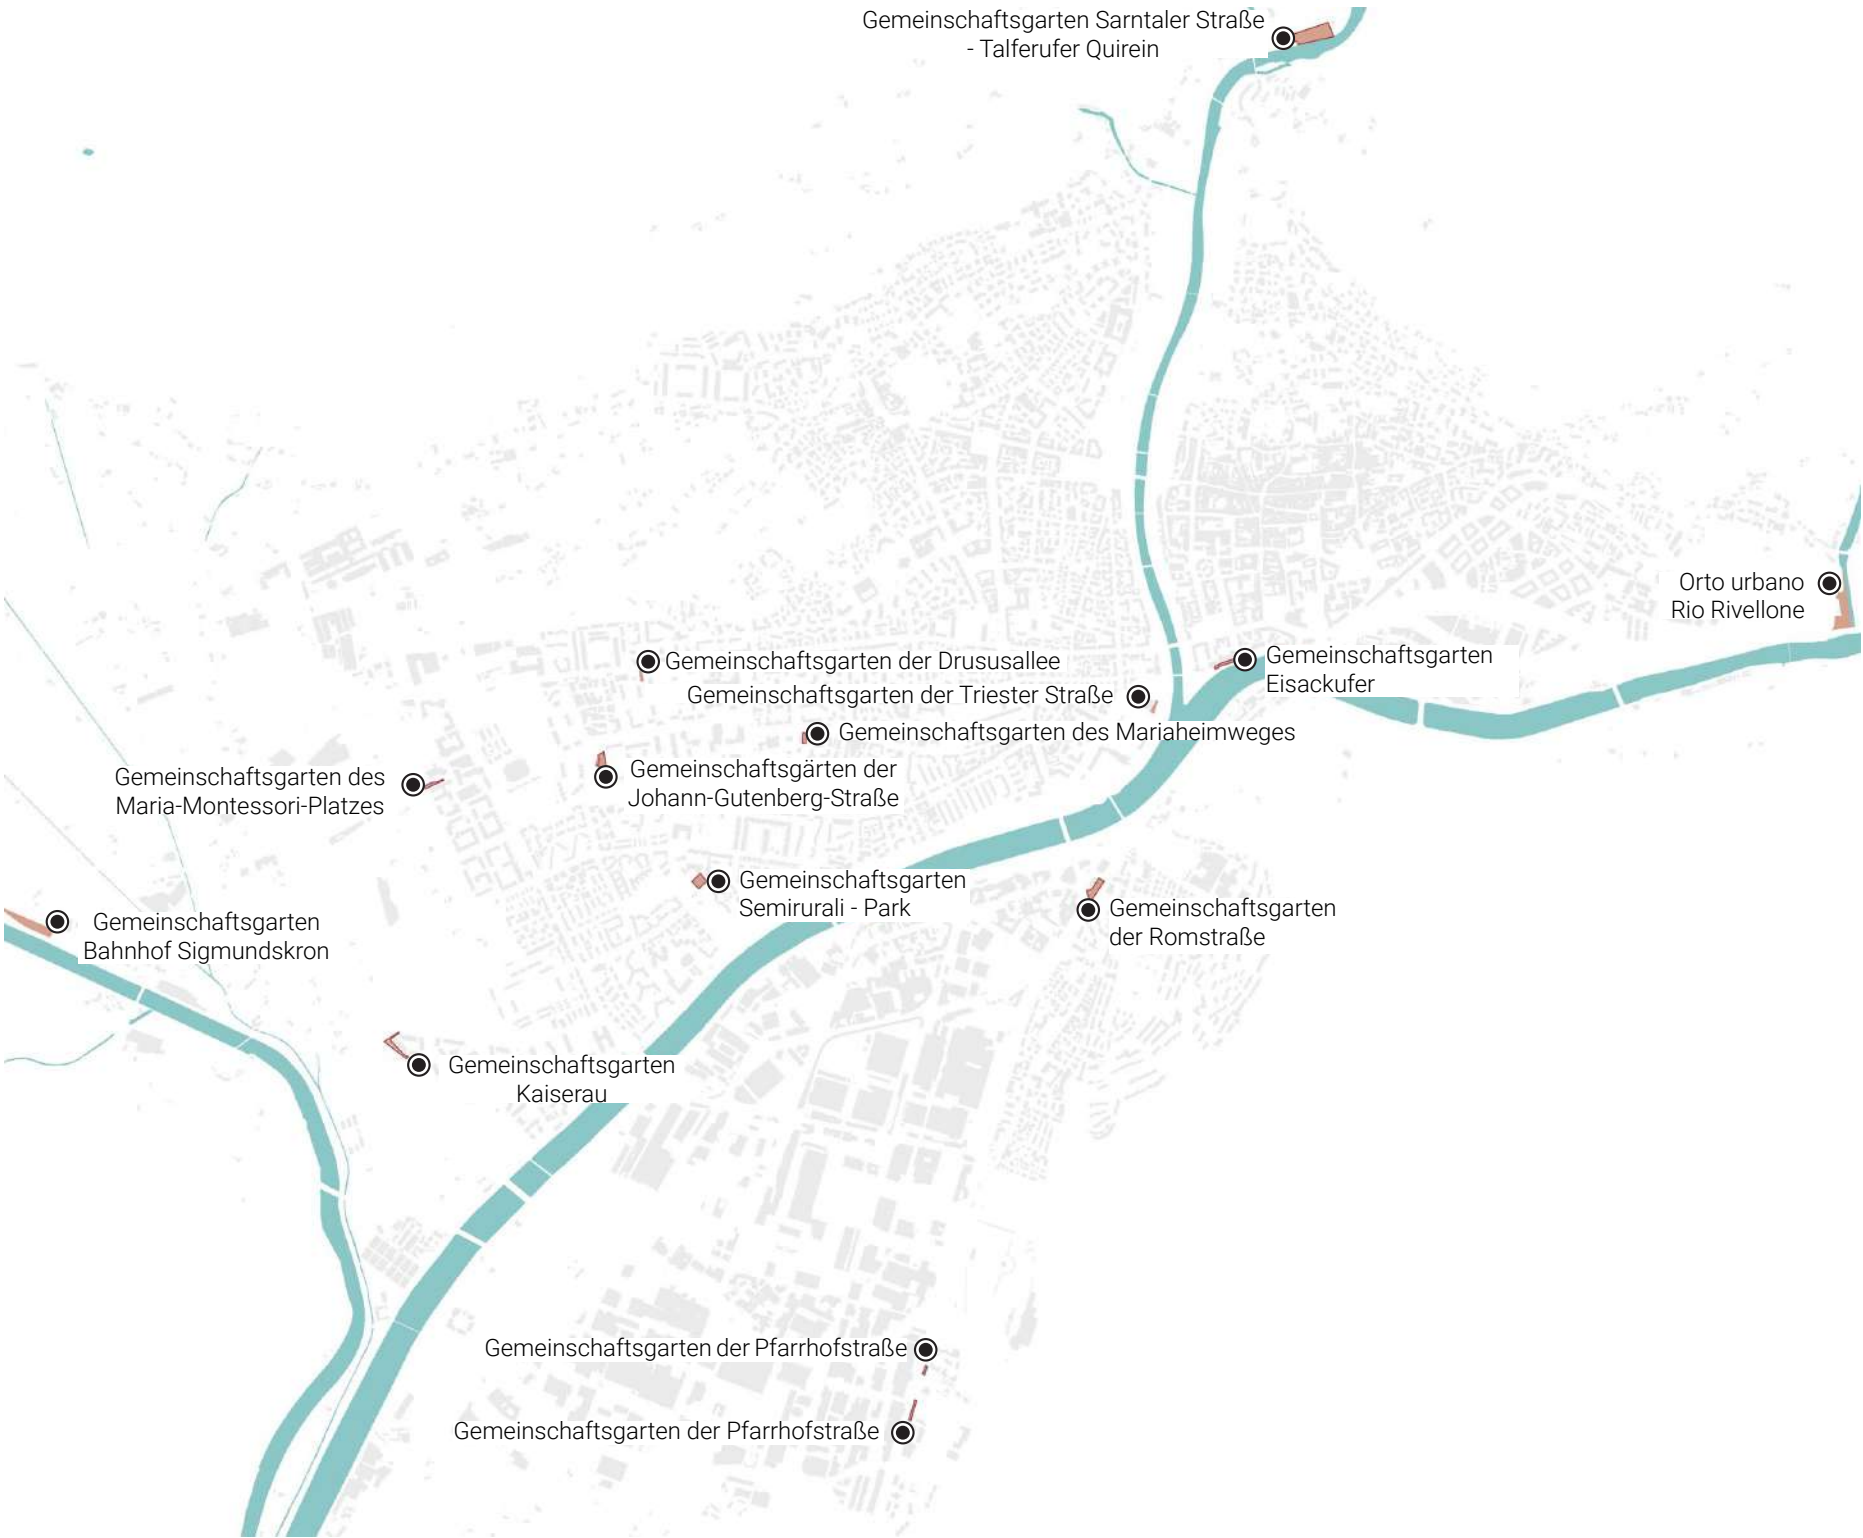 Gemeinschaftsgarten Sarntaler Straße
- Talferufer Quirein
Orto urbano
Rio Rivellone
Gemeinschaftsgarten der Drususallee
Gemeinschaftsgarten
Eisackufer
Gemeinschaftsgarten der Triester Straße
Gemeinschaftsgarten des Mariaheimweges
Gemeinschaftsgarten des
Maria-Montessori-Platzes
Gemeinschaftsgärten der
Johann-Gutenberg-Straße
Gemeinschaftsgarten
Semirurali - Park
Gemeinschaftsgarten
der Romstraße
Gemeinschaftsgarten
Bahnhof Sigmundskron
Gemeinschaftsgarten
Kaiserau
Gemeinschaftsgarten der Pfarrhofstraße
Gemeinschaftsgarten der Pfarrhofstraße